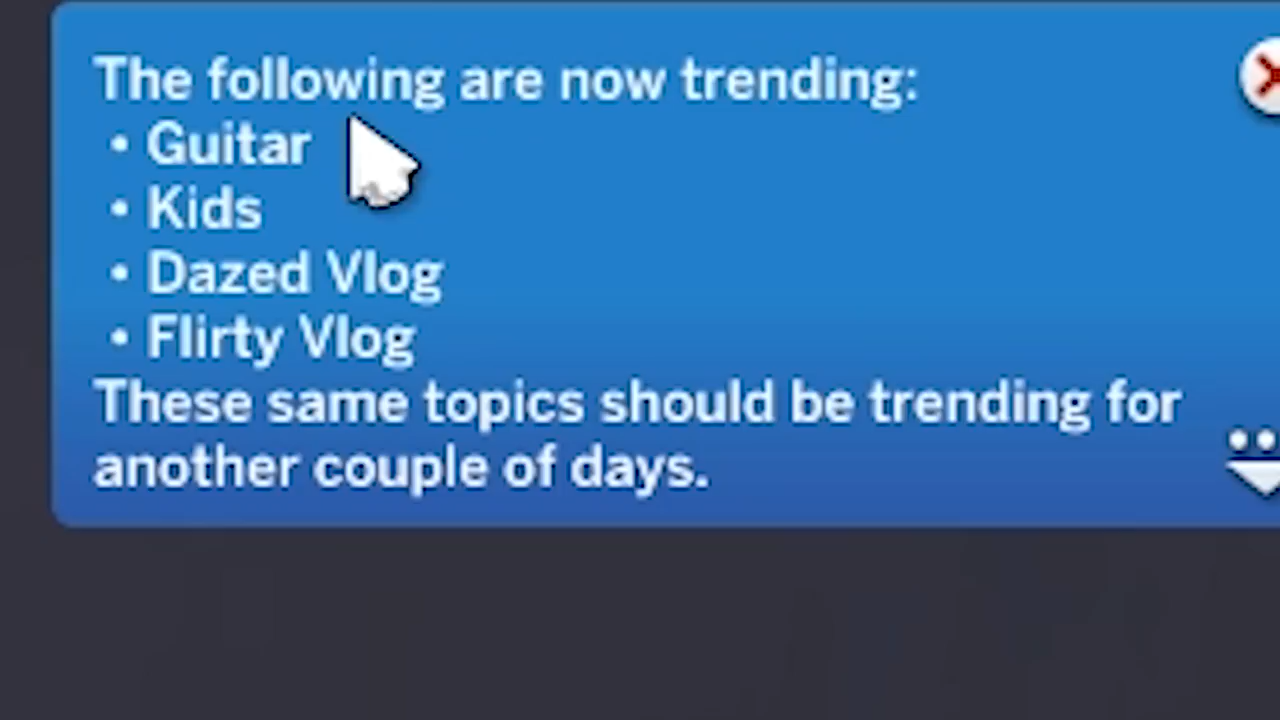 The following are now trending:
• Guitar
• Kids
• Dazed Vlog
• Flirty Vlog
These same topics should be trending for
another couple of days.